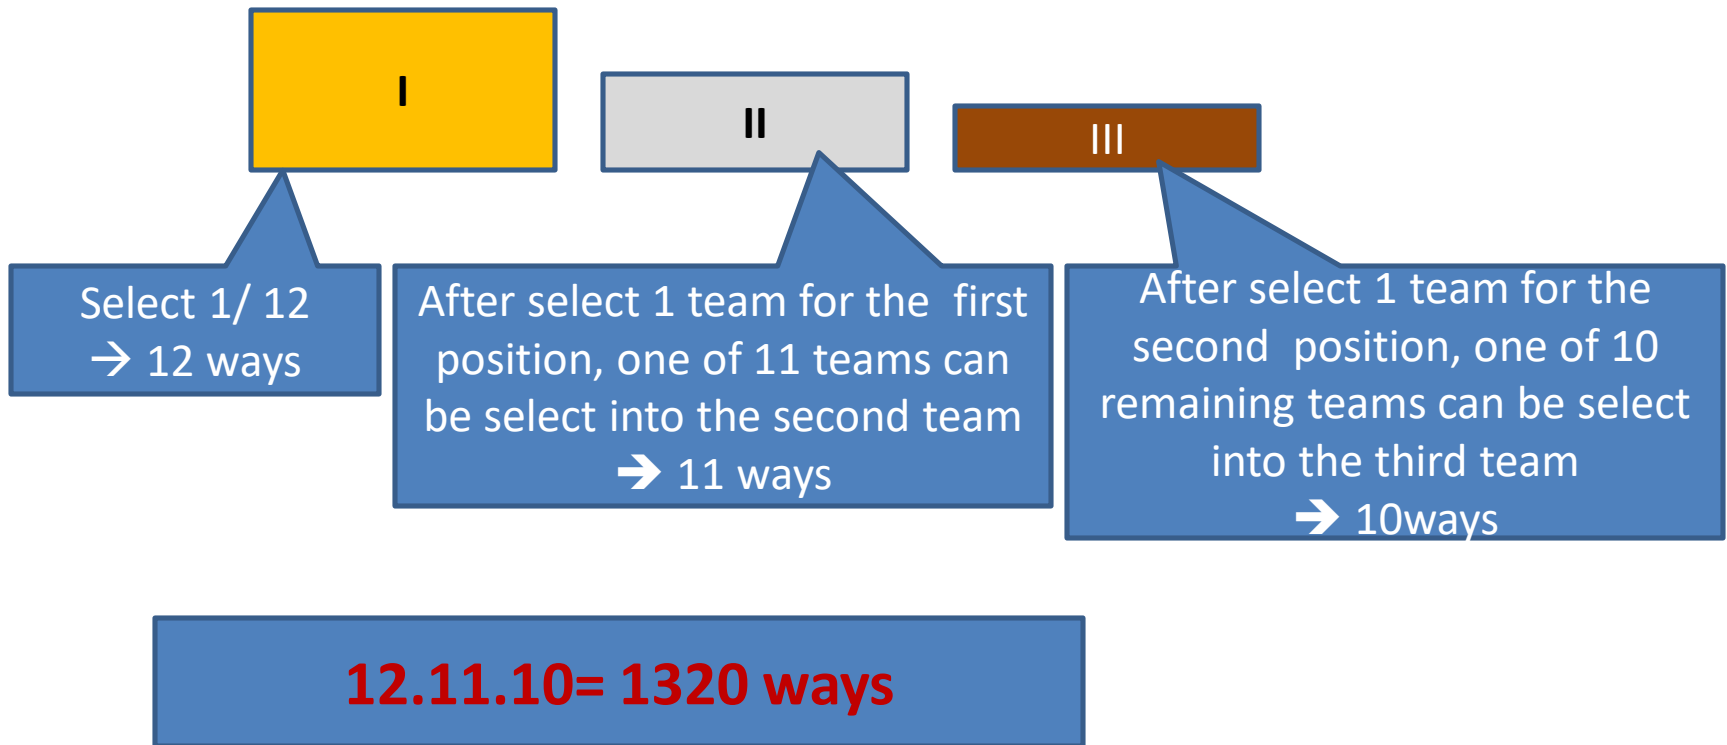 I
II
III
Select 1/ 12
→ 12 ways
After select 1 team for the first
position, one of 11 teams can
be select into the second team
→ 11 ways
After select 1 team for the
second position, one of 10
remaining teams can be select
into the third team
→ 10ways
12.11.10= 1320 ways